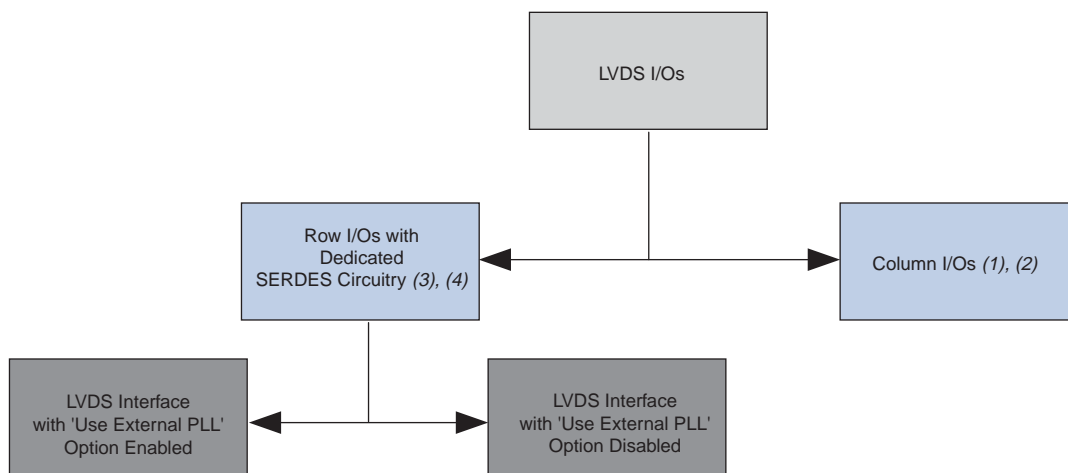 LVDS I/Os
Row I/Os with
Dedicated
SERDES Circuitry (3), (4)
Column I/Os (1), (2)
LVDS Interface
with 'Use External PLL'
Option Enabled
LVDS Interface
with 'Use External PLL'
Option Disabled